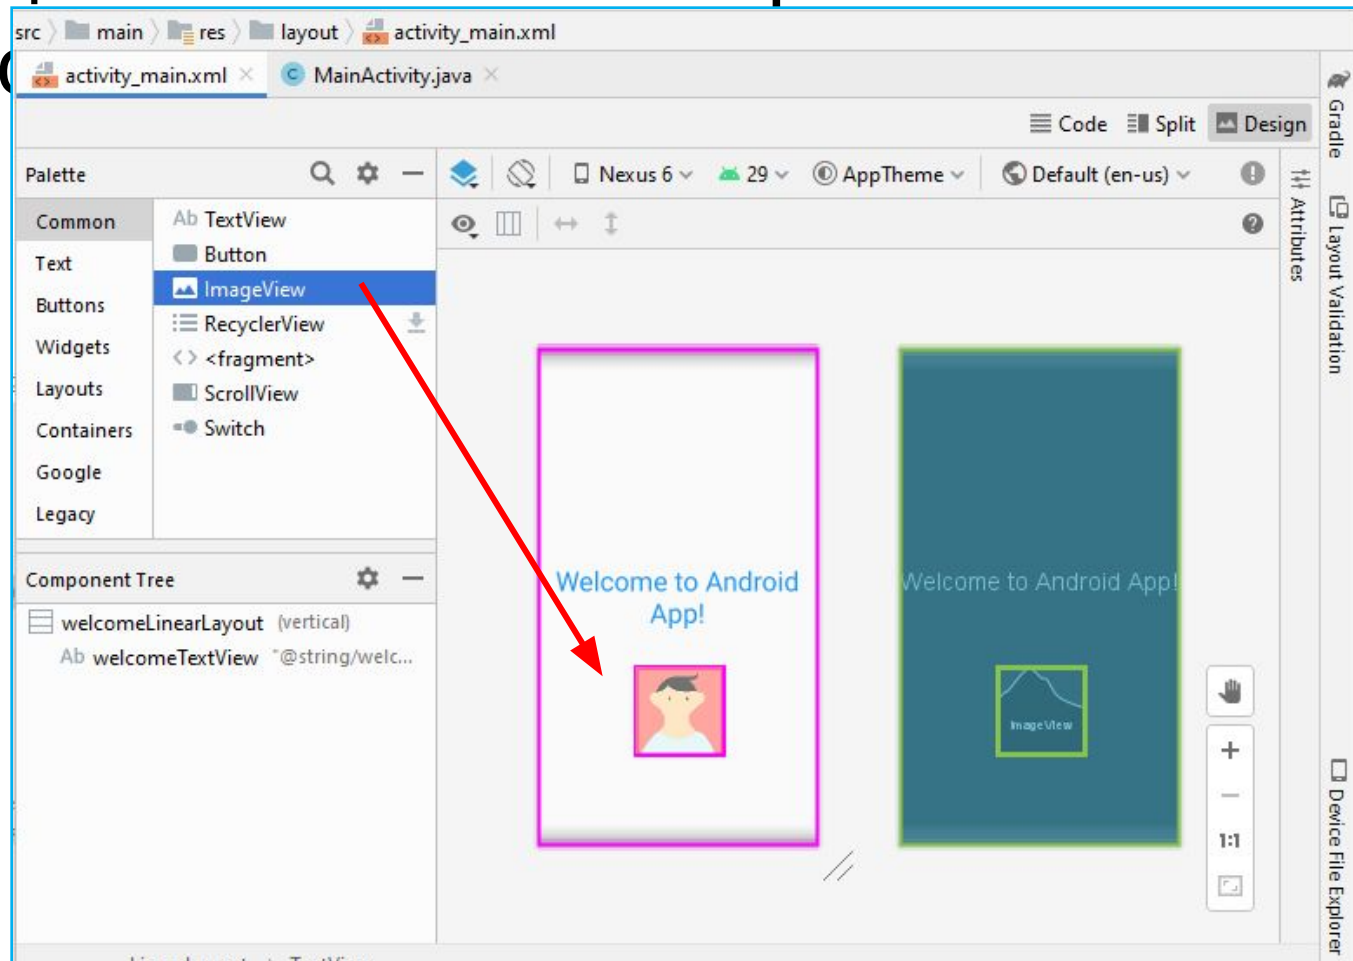 src main res layout activity_main.xml
activity_main.xml MainActivity.java
Code Split Design
Palette
Nexus 6 29 AppTheme Default (en-us)
Common
Text
Buttons
Widgets
Layouts
Containers
Google
Legacy
Ab TextView
Button
ImageView
RecyclerView
<fragment>
ScrollView
Switch
Component Tree
welcomeLinearLayout (vertical)
Ab welcomeTextView "@string/welc...
Welcome to Android
App!
Welcome to Android App!
ImageView
1:1
Attributes
Gradle
Layout Validation
Device File Explorer